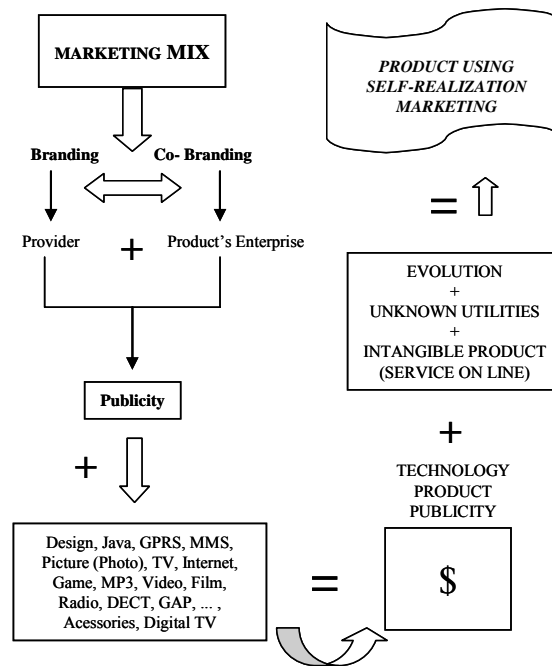 MARKETING MIX
Branding Co- Branding
Provider + Product's Enterprise
Publicity
+
Design, Java, GPRS, MMS,
Picture (Photo), TV, Internet,
Game, MP3, Video, Film,
Radio, DECT, GAP, ... ,
Acessories, Digital TV
=
$
TECHNOLOGY
PRODUCT
PUBLICITY
+
EVOLUTION
+
UNKNOWN UTILITIES
+
INTANGIBLE PRODUCT
(SERVICE ON LINE)
=
PRODUCT USING
SELF-REALIZATION
MARKETING